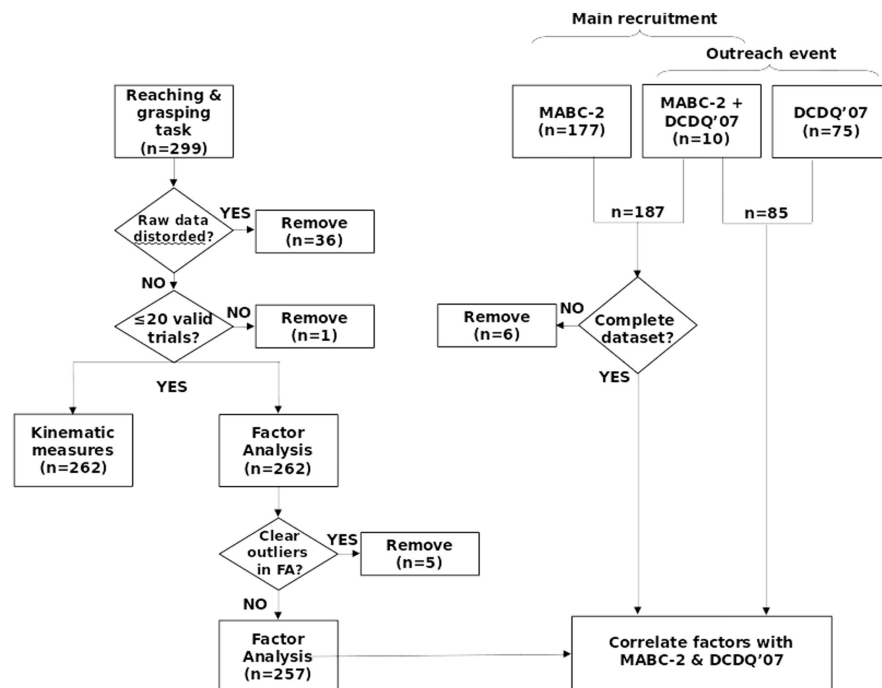 Main recruitment
Outreach event
Reaching &
grasping
task
(n=299)
MABC-2
(n=177)
MABC-2 +
DCDQ’07
(n=10)
DCDQ’07
(n=75)
Raw data
distorded?
YES
Remove
(n=36)
n=187
n=85
NO
≤20 valid
trials?
NO
Remove
(n=1)
Remove
(n=6)
NO
Complete
dataset?
YES
YES
Kinematic
measures
(n=262)
Factor
Analysis
(n=262)
Clear
outliers
in FA?
YES
Remove
(n=5)
NO
Factor
Analysis
(n=257)
Correlate factors with
MABC-2 & DCDQ’07